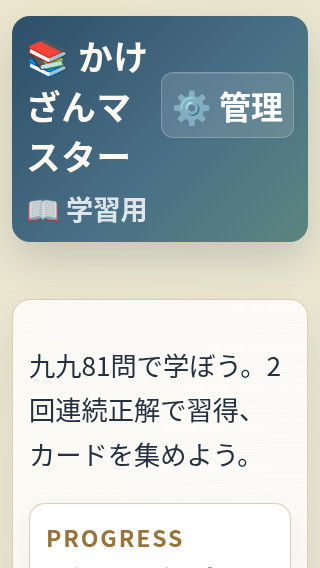 📚 かけ
ざんマ
スター
📖 学習用
⚙️ 管理
九九81問で学ぼう。2
回連続正解で習得、
カードを集めよう。
PROGRESS